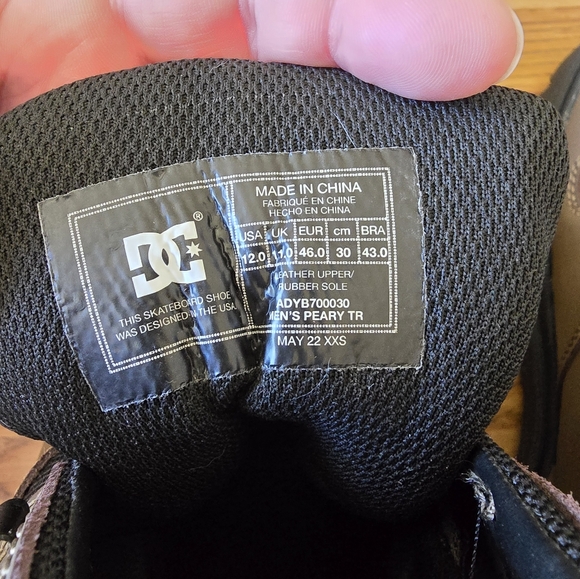 DC
®
THIS SKATEBOARD SHOE
WAS DESIGNED IN THE USA.
MADE IN CHINA
FABRIQUÉ EN CHINE
HECHO EN CHINA
USA UK EUR cm BRA
12.0 11.0 46.0 30 43.0
LEATHER UPPER/
RUBBER SOLE
ADYB700030
MEN'S PEARY TR
MAY 22 XXS